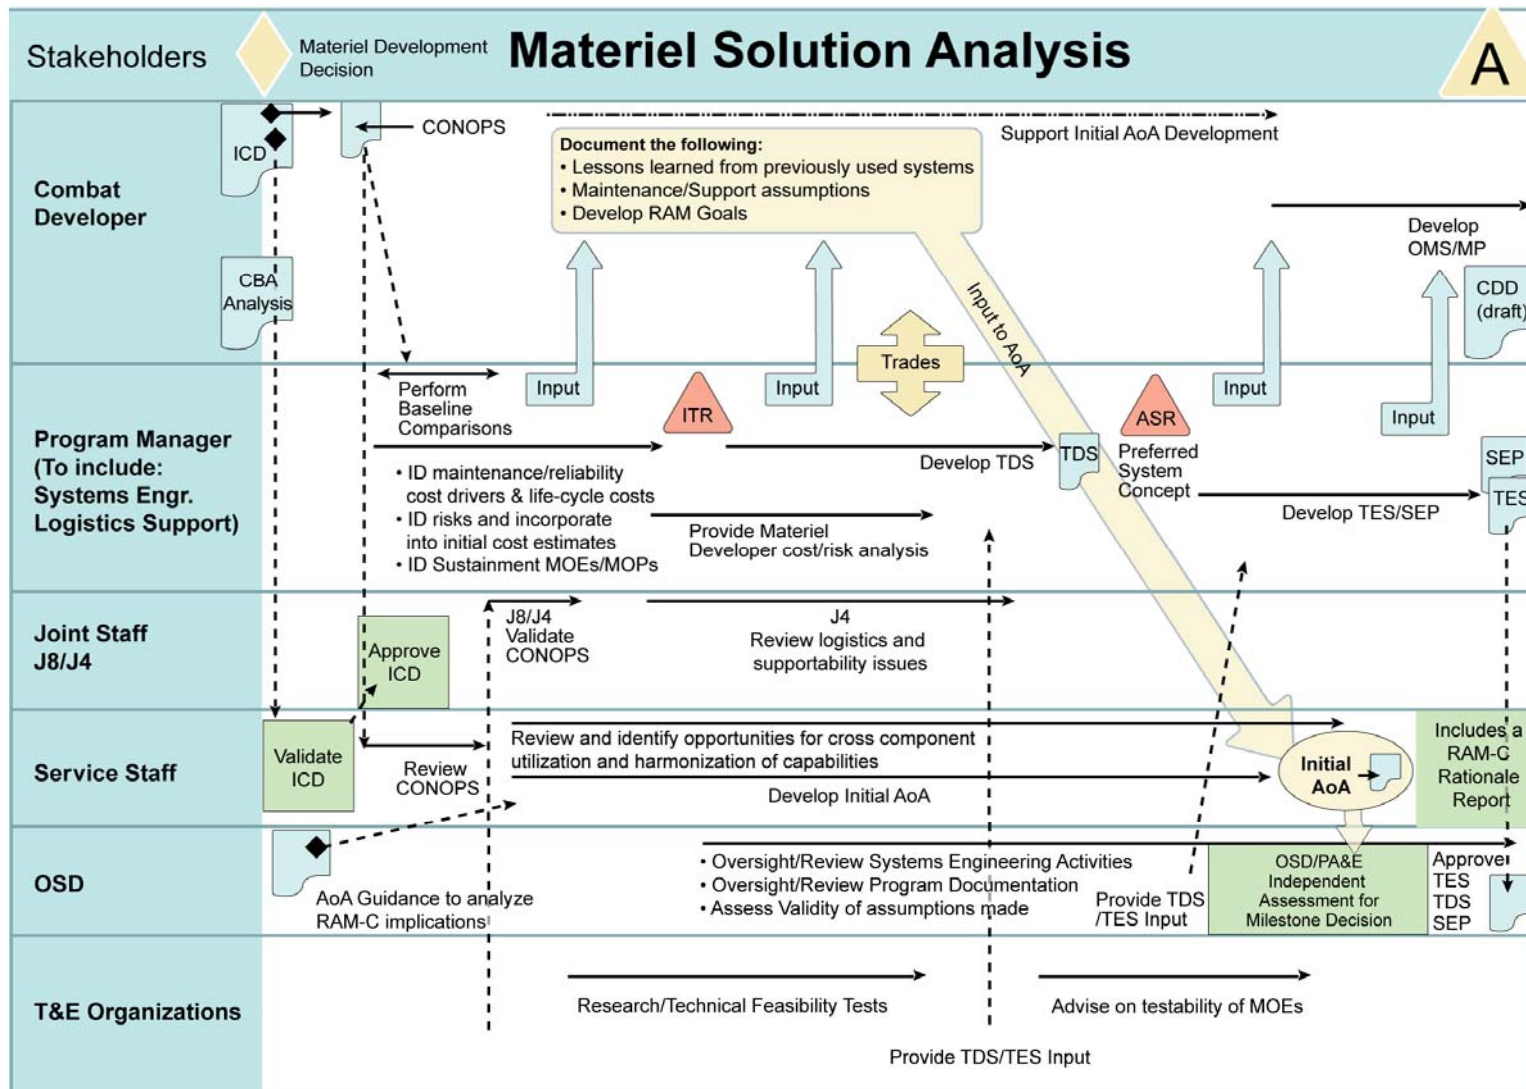 Stakeholders
Materiel Development
Decision
Materiel Solution Analysis
A
Combat
Developer
ICD
CONOPS
CBA
Analysis
Document the following:
• Lessons learned from previously used systems
• Maintenance/Support assumptions
• Develop RAM Goals
Support Initial AoA Development
Input to AoA
Trades
Develop
OMS/MP
CDD
(draft)
Program Manager
(To include:
Systems Engr.
Logistics Support)
Perform
Baseline
Comparisons
Input
ITR
Input
ASR
Input
Input
• ID maintenance/reliability
cost drivers & life-cycle costs
• ID risks and incorporate
into initial cost estimates
• ID Sustainment MOEs/MOPs
Develop TDS
TDS
Preferred
System
Concept
Provide Materiel
Developer cost/risk analysis
Develop TES/SEP
SEP
TES
Joint Staff
J8/J4
Approve
ICD
J8/J4
Validate
CONOPS
J4
Review logistics and
supportability issues
Service Staff
Validate
ICD
Review
CONOPS
Review and identify opportunities for cross component
utilization and harmonization of capabilities
Develop Initial AoA
Initial
AoA
Includes a
RAM-C
Rationale
Report
OSD
AoA Guidance to analyze
RAM-C implications
• Oversight/Review Systems Engineering Activities
• Oversight/Review Program Documentation
• Assess Validity of assumptions made
Provide TDS
/TES Input
OSD/PA&E
Independent
Assessment for
Milestone Decision
Approve
TES
TDS
SEP
T&E Organizations
Research/Technical Feasibility Tests
Advise on testability of MOEs
Provide TDS/TES Input